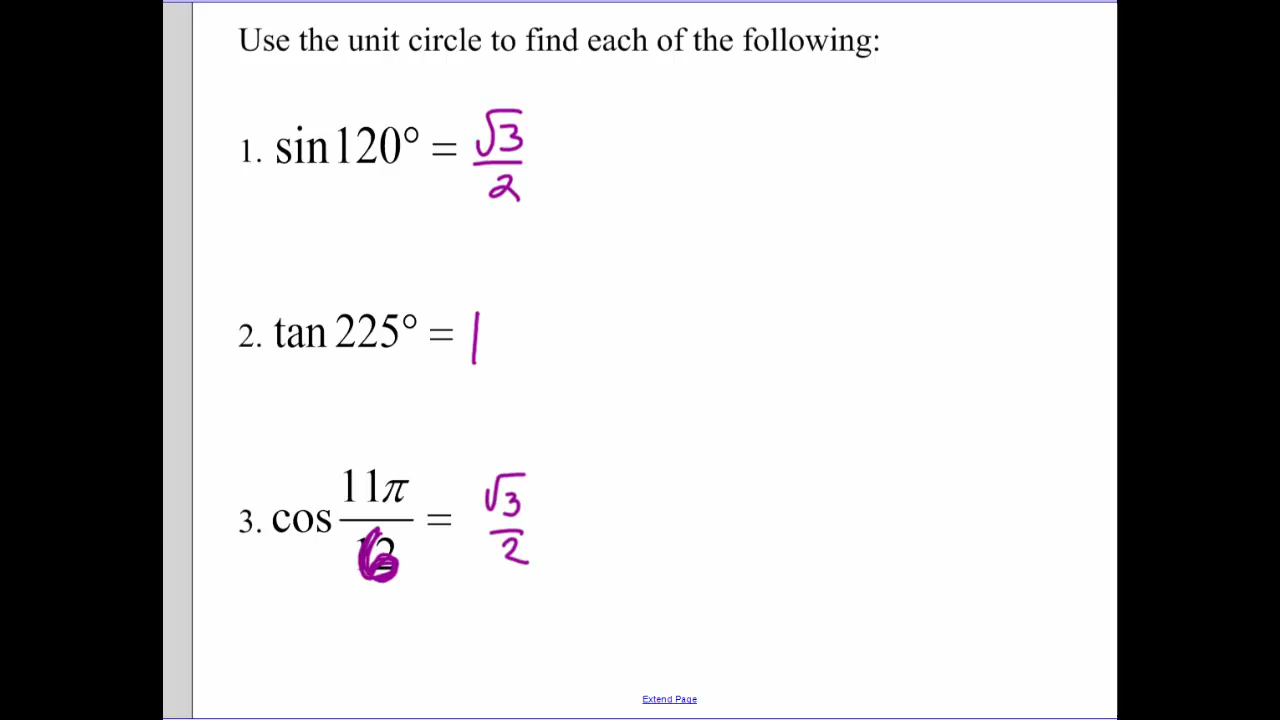 Use the unit circle to find each of the following:
1. sin 120° = √3/2
2. tan 225° = 1
3. cos 11π/6 = √3/2
Extend Page